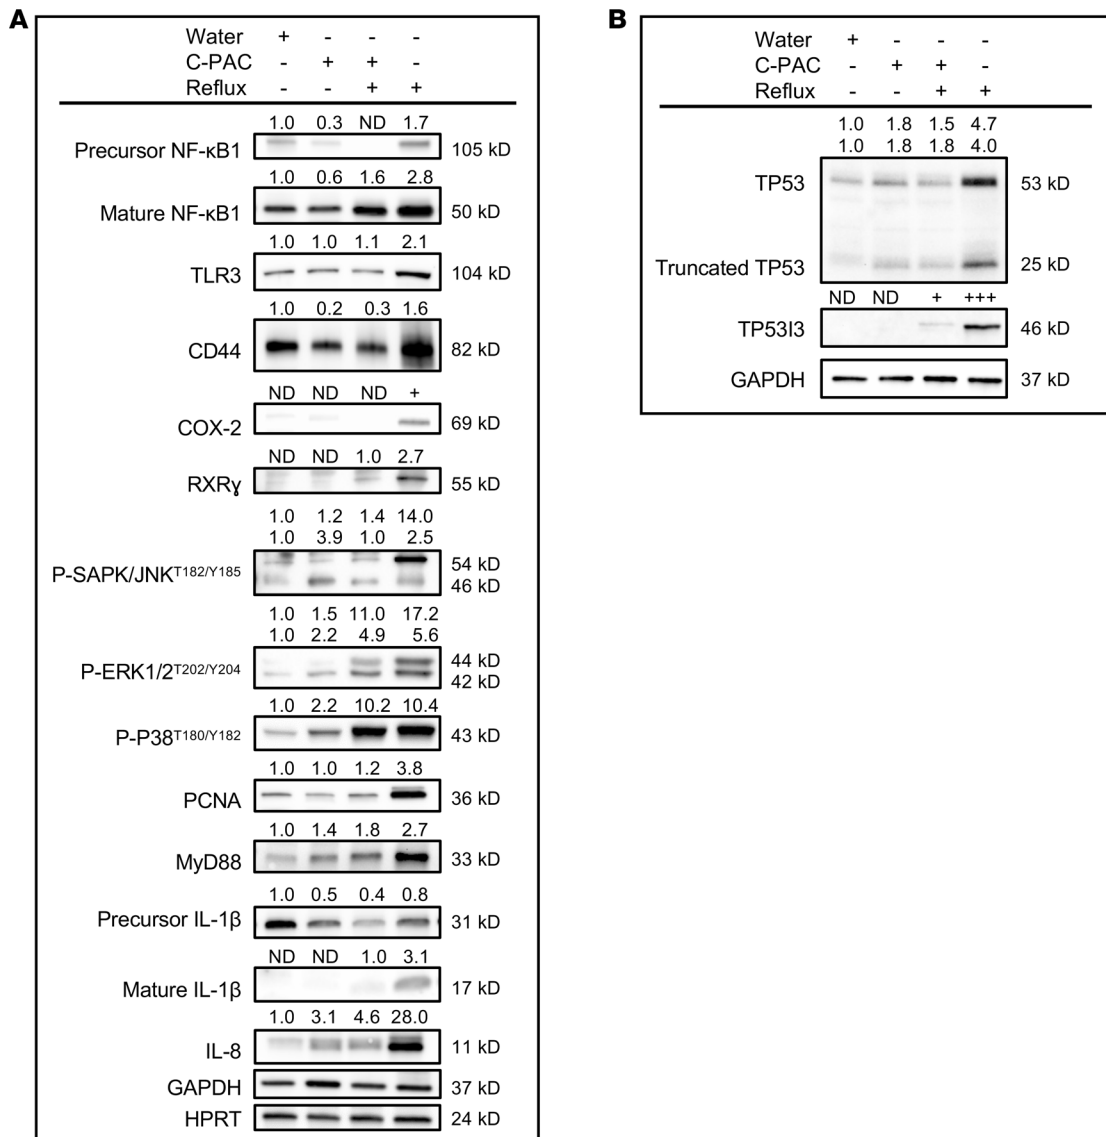 A
Water + - - -
C-PAC - + + -
Reflux - - + +
1.0 0.3 ND 1.7
Precursor NF-κB1 105 kD
1.0 0.6 1.6 2.8
Mature NF-κB1 50 kD
1.0 1.0 1.1 2.1
TLR3 104 kD
1.0 0.2 0.3 1.6
CD44 82 kD
ND ND ND +
COX-2 69 kD
ND ND 1.0 2.7
RXRɣ 55 kD
1.0 1.2 1.4 14.0
1.0 3.9 1.0 2.5
54 kD
P-SAPK/JNKT182/Y185
46 kD
1.0 1.5 11.0 17.2
1.0 2.2 4.9 5.6
44 kD
P-ERK1/2T202/Y204
42 kD
1.0 2.2 10.2 10.4
P-P38T180/Y182 43 kD
1.0 1.0 1.2 3.8
PCNA 36 kD
1.0 1.4 1.8 2.7
MyD88 33 kD
1.0 0.5 0.4 0.8
Precursor IL-1β 31 kD
ND ND 1.0 3.1
Mature IL-1β 17 kD
1.0 3.1 4.6 28.0
IL-8 11 kD
GAPDH 37 kD
HPRT 24 kD
B
Water + - - -
C-PAC - + + -
Reflux - - + +
1.0 1.8 1.5 4.7
1.0 1.8 1.8 4.0
TP53 53 kD
Truncated TP53 25 kD
ND ND + +++
TP53I3 46 kD
GAPDH 37 kD